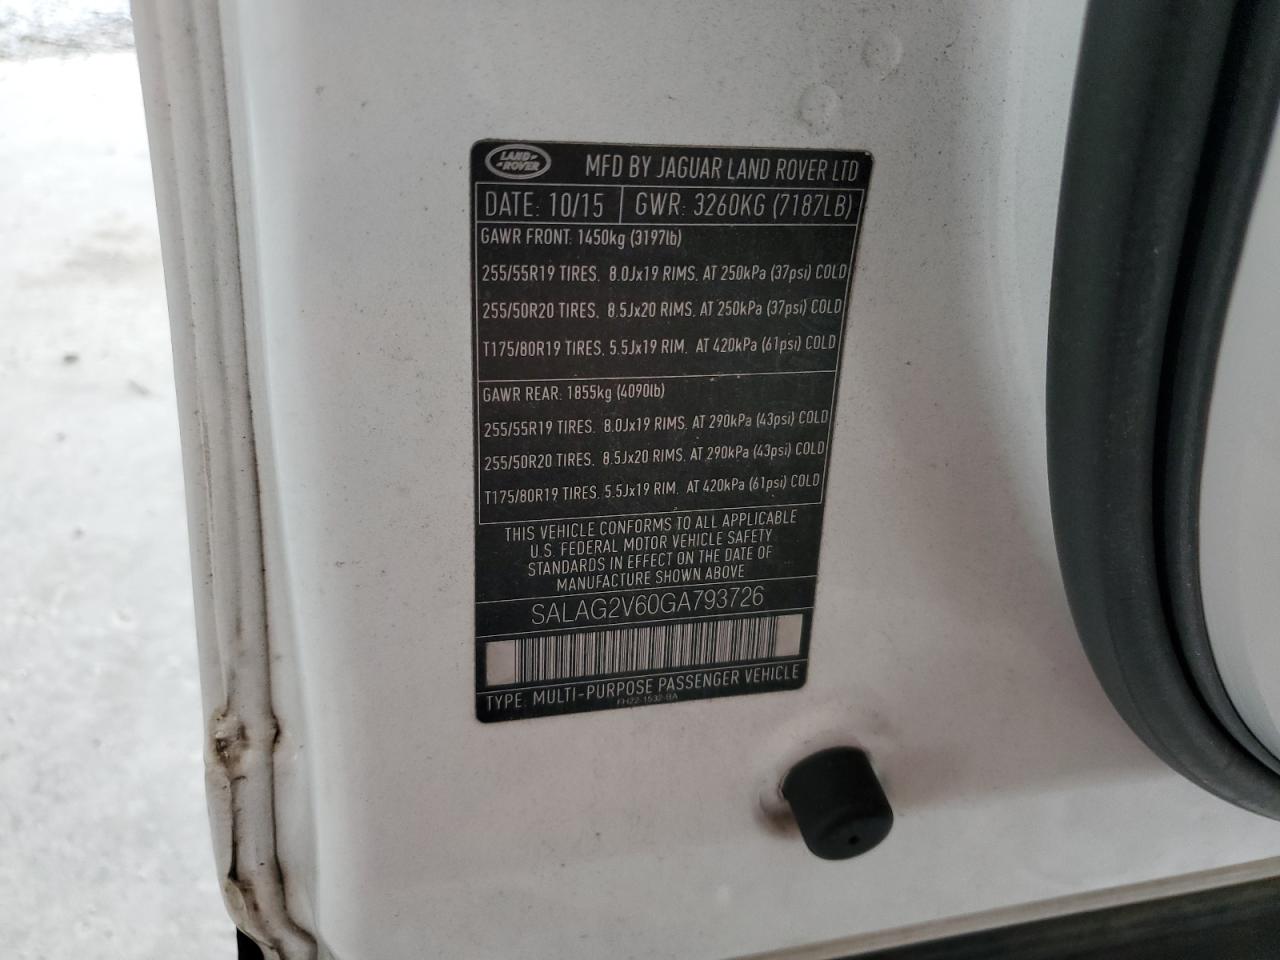 LAND ROVER MFD BY JAGUAR LAND ROVER LTD
DATE: 10/15 GWR: 3260KG (7187LB)
GAWR FRONT: 1450kg (3197lb)
255/55R19 TIRES. 8.0Jx19 RIMS. AT 250kPa (37psi) COLD
255/50R20 TIRES. 8.5Jx20 RIMS. AT 250kPa (37psi) COLD
T175/80R19 TIRES. 5.5Jx19 RIM. AT 420kPa (61psi) COLD
GAWR REAR: 1855kg (4090lb)
255/55R19 TIRES. 8.0Jx19 RIMS. AT 290kPa (43psi) COLD
255/50R20 TIRES. 8.5Jx20 RIMS. AT 290kPa (43psi) COLD
T175/80R19 TIRES. 5.5Jx19 RIM. AT 420kPa (61psi) COLD
THIS VEHICLE CONFORMS TO ALL APPLICABLE
U.S. FEDERAL MOTOR VEHICLE SAFETY
STANDARDS IN EFFECT ON THE DATE OF
MANUFACTURE SHOWN ABOVE
SALAG2V60GA793726
TYPE: MULTI-PURPOSE PASSENGER VEHICLE
FH22-1532-BA